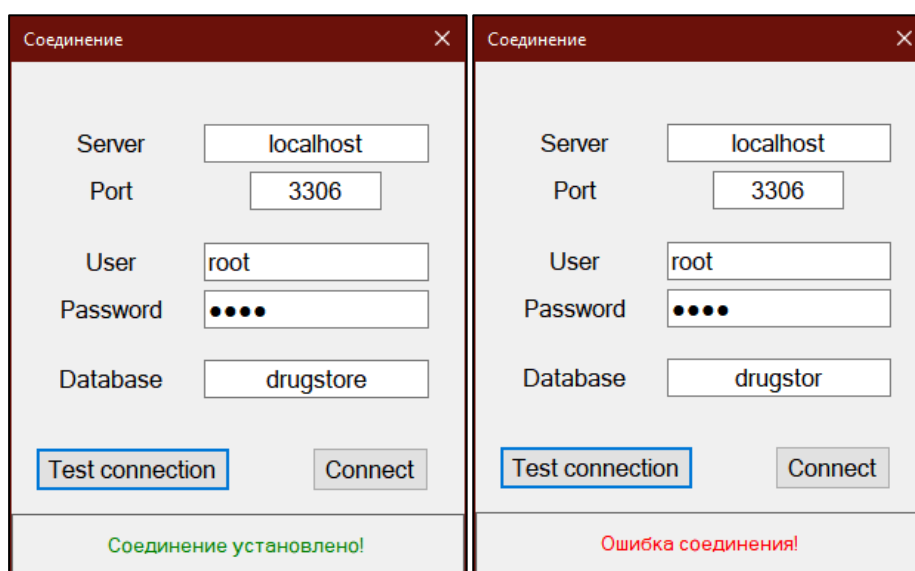 Соединение
Server localhost
Port 3306
User root
Password ●●●●
Database drugstore
Test connection Connect
Соединение установлено!
Соединение
Server localhost
Port 3306
User root
Password ●●●●
Database drugstor
Test connection Connect
Ошибка соединения!